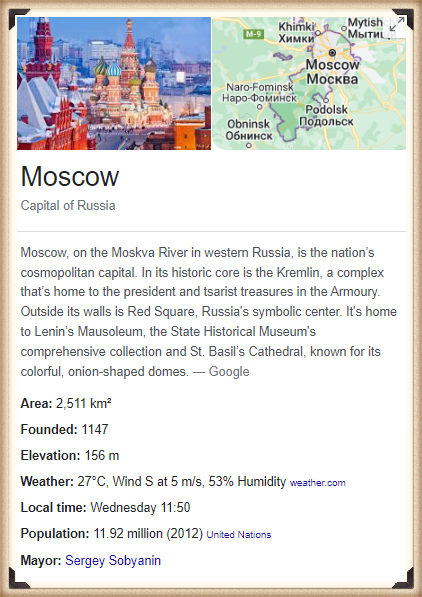 M-9
Khimki
Химки
Mytish
Мытищ
Moscow
Москва
Naro-Fominsk
Наро-Фоминск
Podolsk
Подольск
Obninsk
Обнинск
Moscow
Capital of Russia
Moscow, on the Moskva River in western Russia, is the nation’s
cosmopolitan capital. In its historic core is the Kremlin, a complex
that’s home to the president and tsarist treasures in the Armoury.
Outside its walls is Red Square, Russia's symbolic center. It's home
to Lenin’s Mausoleum, the State Historical Museum's
comprehensive collection and St. Basil’s Cathedral, known for its
colorful, onion-shaped domes. — Google
Area: 2,511 km²
Founded: 1147
Elevation: 156 m
Weather: 27°C, Wind S at 5 m/s, 53% Humidity weather.com
Local time: Wednesday 11:50
Population: 11.92 million (2012) United Nations
Mayor: Sergey Sobyanin